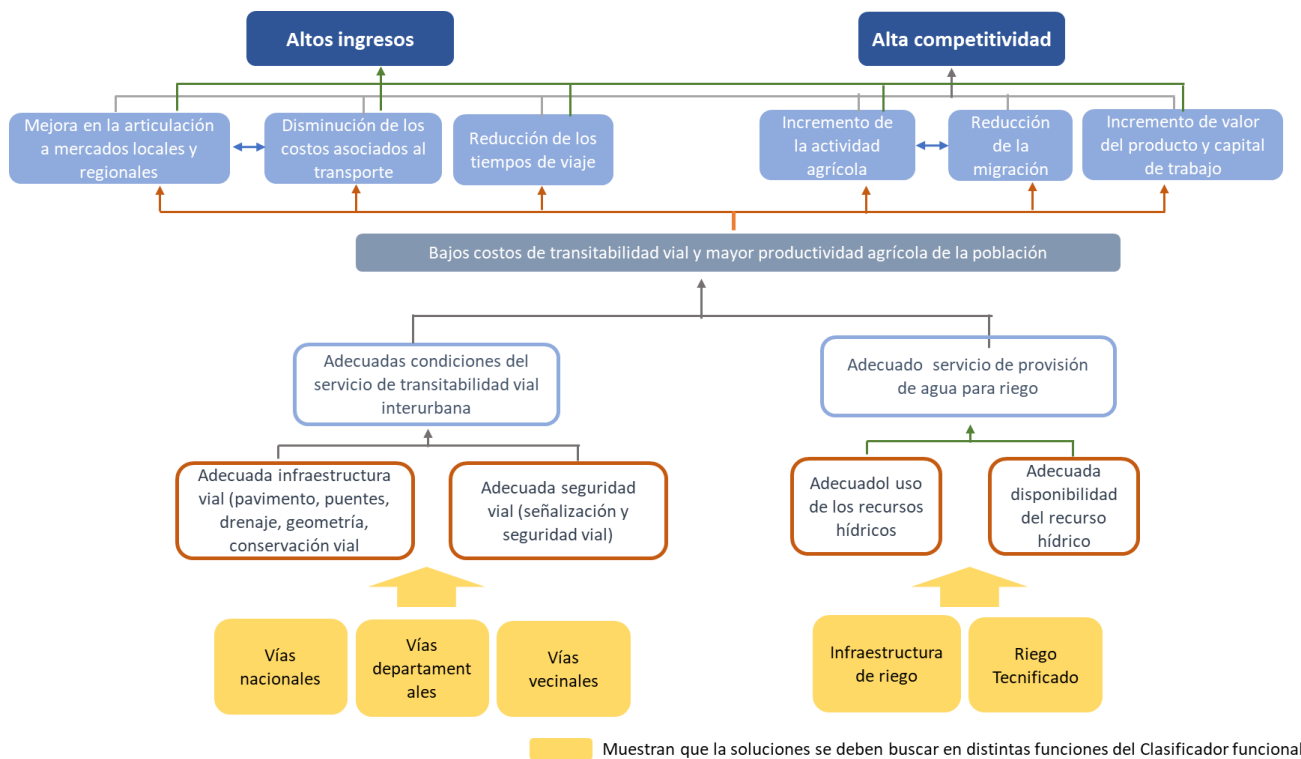 Altos ingresos
Alta competitividad
Mejora en la articulación
a mercados locales y
regionales
Disminución de los
costos asociados al
transporte
Reducción de los
tiempos de viaje
Incremento de
la actividad
agrícola
Reducción
de la
migración
Incremento de valor
del producto y capital
de trabajo
Bajos costos de transitabilidad vial y mayor productividad agrícola de la población
Adecuadas condiciones del
servicio de transitabilidad vial
interurbana
Adecuado servicio de provisión
de agua para riego
Adecuada infraestructura
vial (pavimento, puentes,
drenaje, geometría,
conservación vial
Adecuada seguridad
vial (señalización y
seguridad vial)
Adecuadol uso
de los recursos
hídricos
Adecuada
disponibilidad
del recurso
hídrico
Vías
nacionales
Vías
departament
ales
Vías
vecinales
Infraestructura
de riego
Riego
Tecnificado
Muestran que la soluciones se deben buscar en distintas funciones del Clasificador funcional